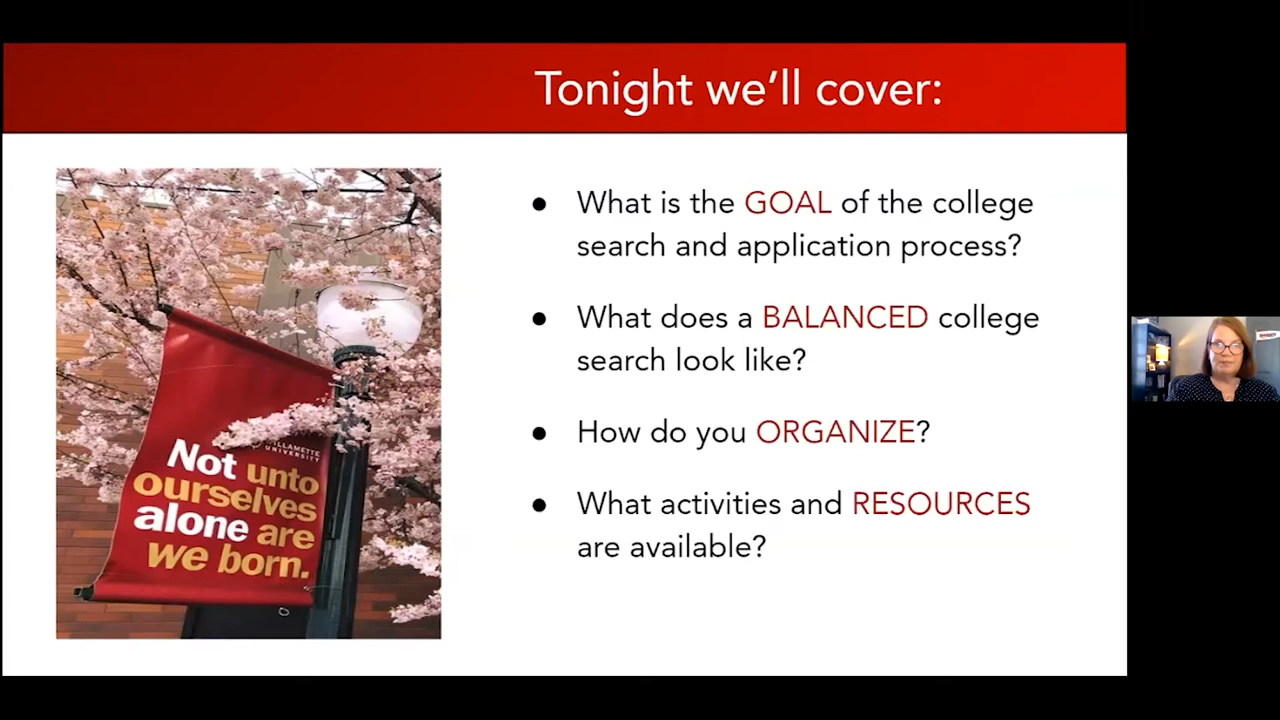 Tonight we'll cover:
● What is the GOAL of the college
search and application process?
● What does a BALANCED college
search look like?
● How do you ORGANIZE?
● What activities and RESOURCES
are available?
UNIVERSITY
Not unto
ourselves
alone are
we born.